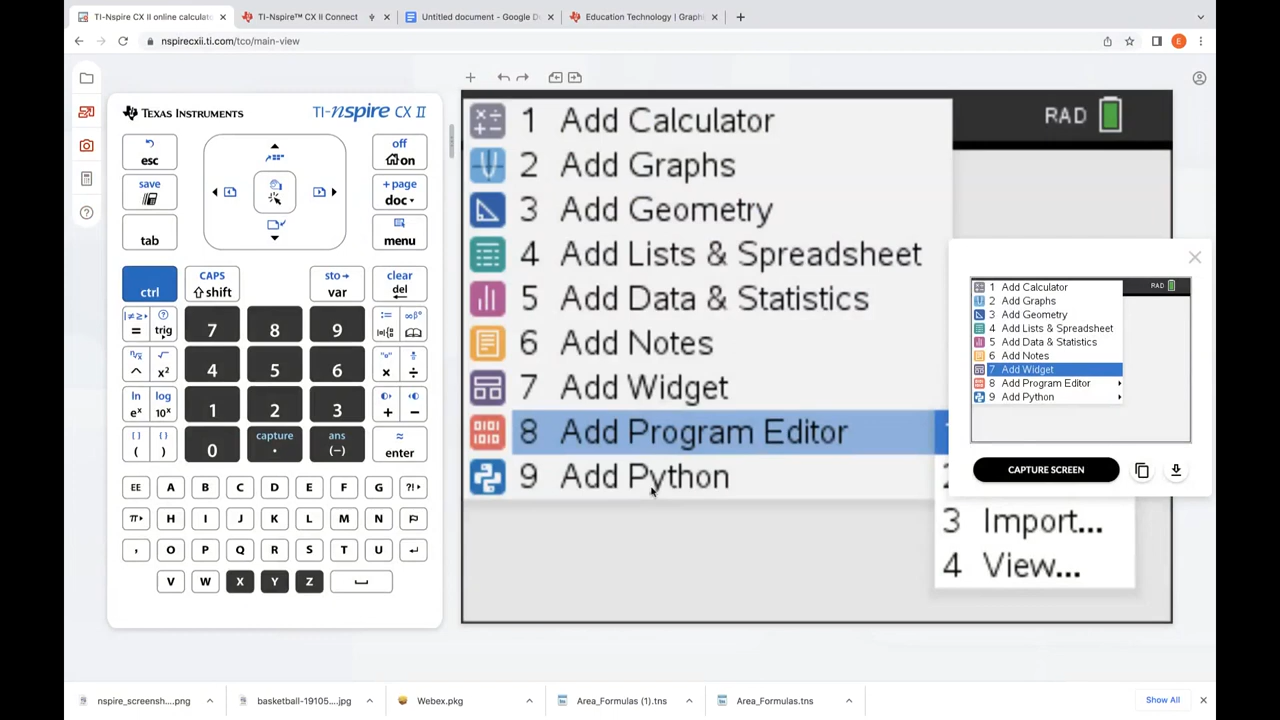 TI-Nspire CX II online calculat
TI-Nspire™ CX II Connect
Untitled document - Google D
Education Technology | Graph
nspirecxii.ti.com/tco/main-view
E
TEXAS INSTRUMENTS
TI-nspire CX II
esc
save
tab
off
on
+ page
doc
menu
ctrl
CAPS
shift
sto→
var
clear
del
|≠≥>
=
?
trig
7
8
9
:=
∞β°
ⁿ√x
^
√
x²
4
5
6
"□"
×
÷
ln
eˣ
log
10ˣ
1
2
3
+
−
[ ]
(
{ }
)
0
capture
.
ans
(−)
≈
enter
EE
A
B
C
D
E
F
G
?!▸
π▸
H
I
J
K
L
M
N
,
O
P
Q
R
S
T
U
V
W
X
Y
Z
1 Add Calculator
2 Add Graphs
3 Add Geometry
4 Add Lists & Spreadsheet
5 Add Data & Statistics
6 Add Notes
7 Add Widget
8 Add Program Editor
9 Add Python
3 Import...
4 View...
RAD
1 Add Calculator
2 Add Graphs
3 Add Geometry
4 Add Lists & Spreadsheet
5 Add Data & Statistics
6 Add Notes
7 Add Widget
8 Add Program Editor
9 Add Python
RAD
CAPTURE SCREEN
nspire_screensh....png
basketball-19105....jpg
Webex.pkg
Area_Formulas (1).tns
Area_Formulas.tns
Show All